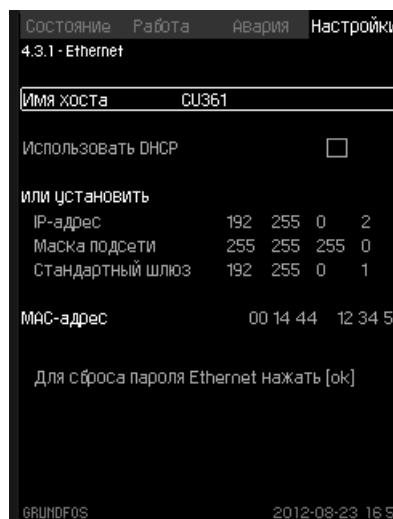 Состояние Работа Авария Настройки
4.3.1 - Ethernet
Имя хоста CU361
Использовать DHCP
или установить
IP-адрес 192 255 0 2
Маска подсети 255 255 255 0
Стандартный шлюз 192 255 0 1
MAC-адрес 00 14 44 12 34 5
Для сброса пароля Ethernet нажать [ok]
GRUNDFOS 2012-08-23 16:5